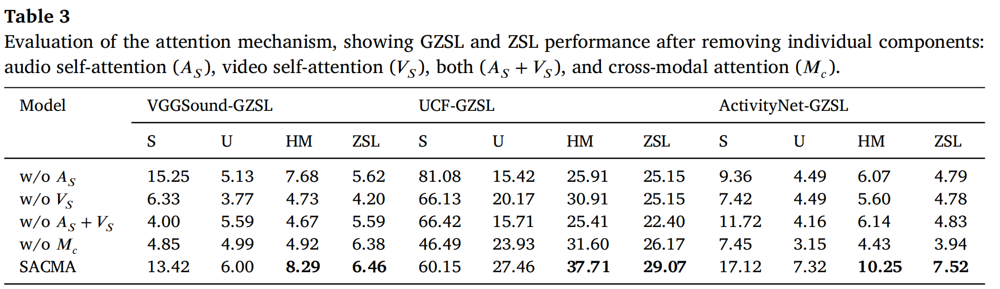 Table 3
Evaluation of the attention mechanism, showing GZSL and ZSL performance after removing individual components:
audio self-attention (A_S), video self-attention (V_S), both (A_S + V_S), and cross-modal attention (M_c).
Model VGGSound-GZSL UCF-GZSL ActivityNet-GZSL
S U HM ZSL S U HM ZSL S U HM ZSL
w/o A_S 15.25 5.13 7.68 5.62 81.08 15.42 25.91 25.15 9.36 4.49 6.07 4.79
w/o V_S 6.33 3.77 4.73 4.20 66.13 20.17 30.91 25.15 7.42 4.49 5.60 4.78
w/o A_S + V_S 4.00 5.59 4.67 5.59 66.42 15.71 25.41 22.40 11.72 4.16 6.14 4.83
w/o M_c 4.85 4.99 4.92 6.38 46.49 23.93 31.60 26.17 7.45 3.15 4.43 3.94
SACMA 13.42 6.00 8.29 6.46 60.15 27.46 37.71 29.07 17.12 7.32 10.25 7.52